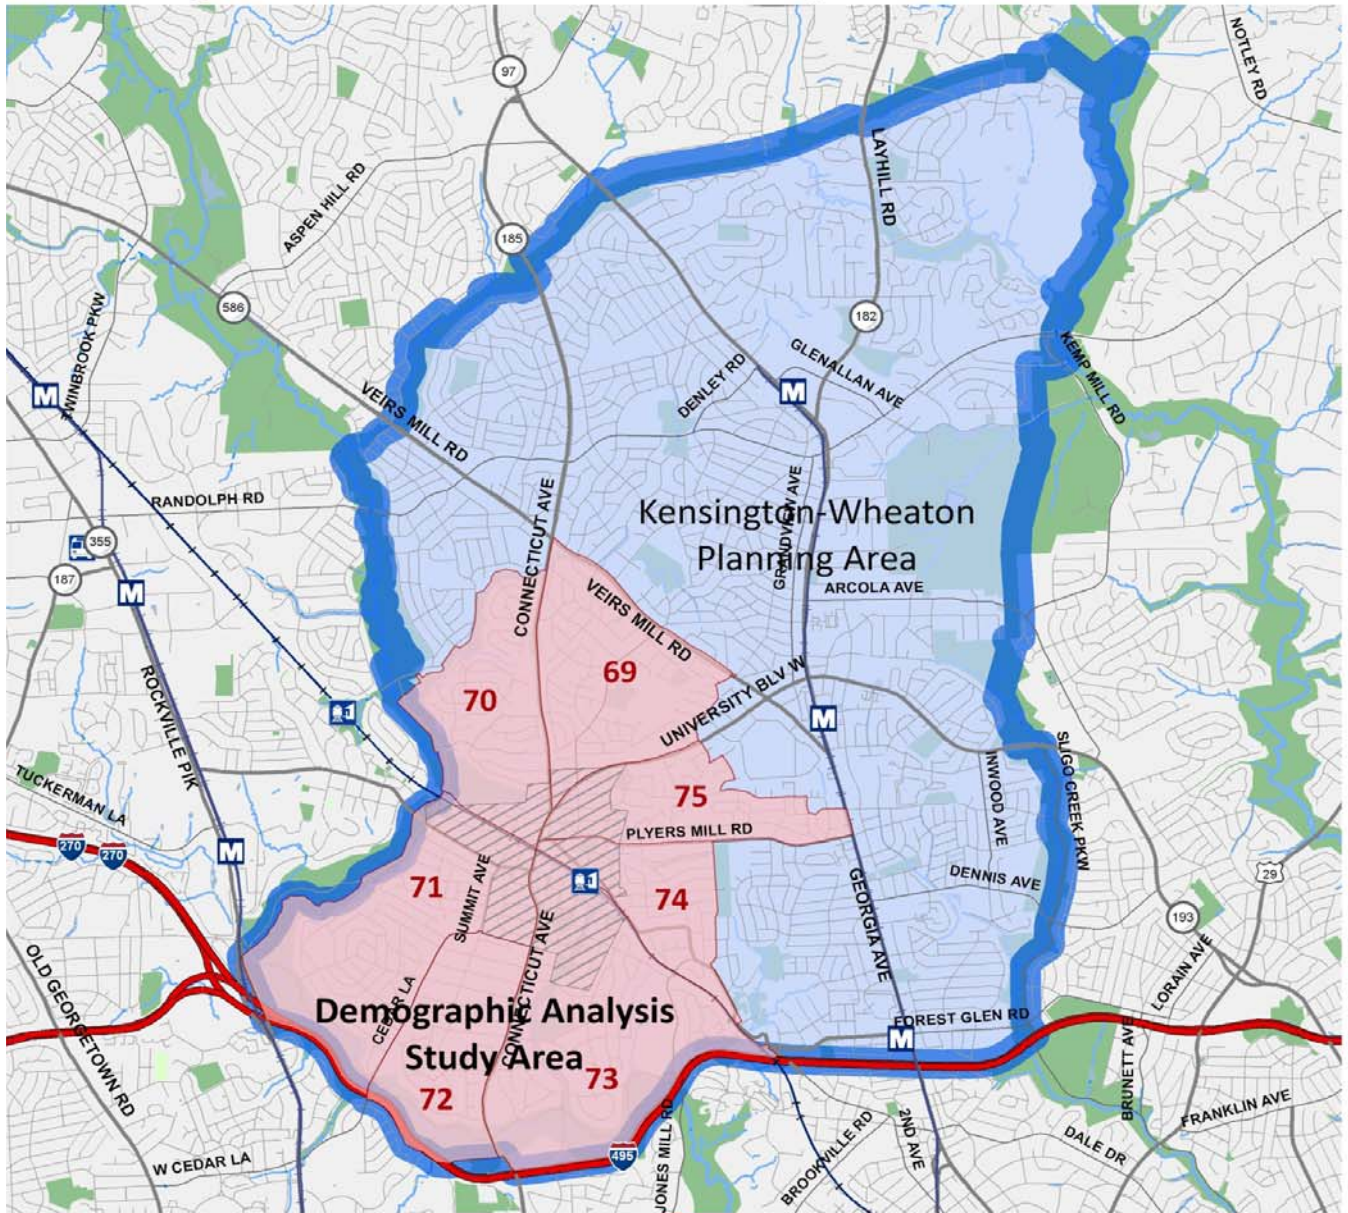 NOTLEY RD
97
LAYHILL RD
ASPEN HILL RD
185
586
182
TWINBROOK PKW
GLENALLAN AVE
KEMP MILL RD
DENLEY RD
M
M
VEIRS MILL RD
RANDOLPH RD
CONNECTICUT AVE
GRANDVIEW AVE
Kensington-Wheaton
Planning Area
355
187
M
ARCOLA AVE
VEIRS MILL RD
69
70
UNIVERSITY BLV W
ROCKVILLE PIK
M
INWOOD AVE
SLIGO CREEK PKW
TUCKERMAN LA
75
PLYERS MILL RD
270
270
M
71
SUMMIT AVE
74
GEORGIA AVE
DENNIS AVE
29
193
OLD GEORGETOWN RD
CONNECTICUT AVE
LORAIN AVE
CEDAR LA
Demographic Analysis
Study Area
FOREST GLEN RD
M
72
73
BRUNETT AVE
FRANKLIN AVE
495
JONES MILL RD
BROOKVILLE RD
2ND AVE
DALE DR
W CEDAR LA